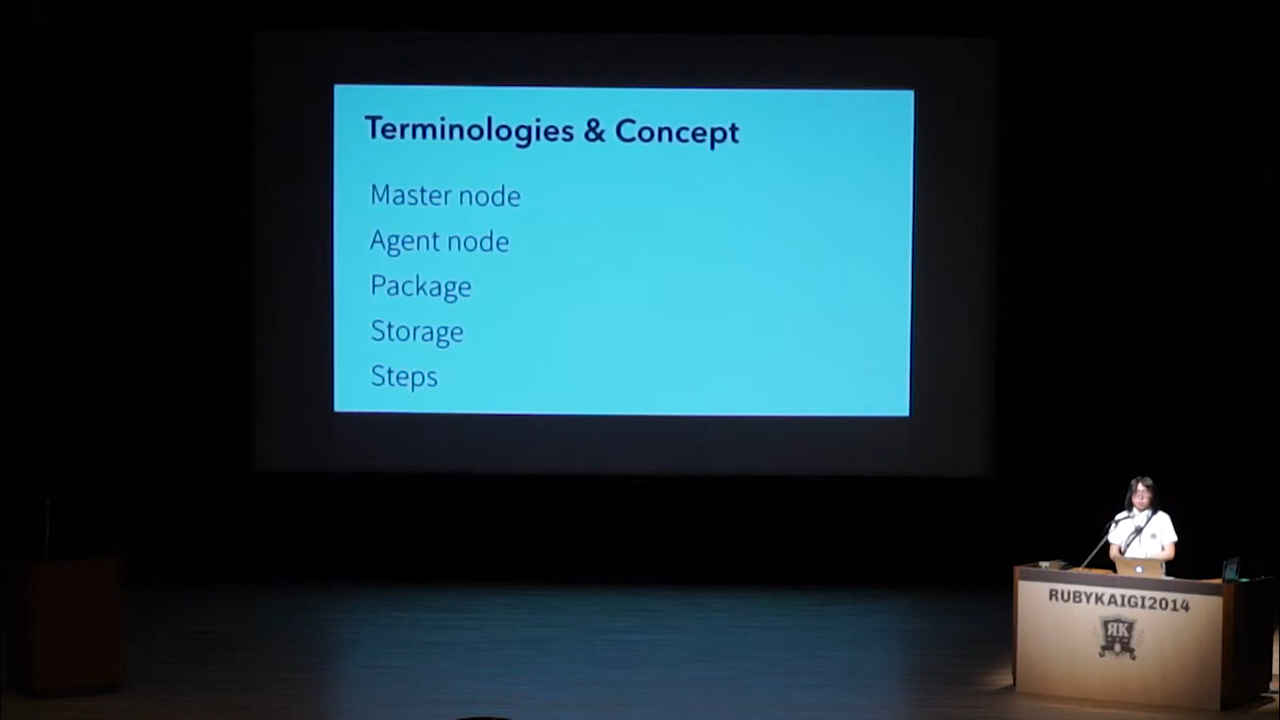 Terminologies & Concept
Master node
Agent node
Package
Storage
Steps
RUBYKAIGI2014
RK